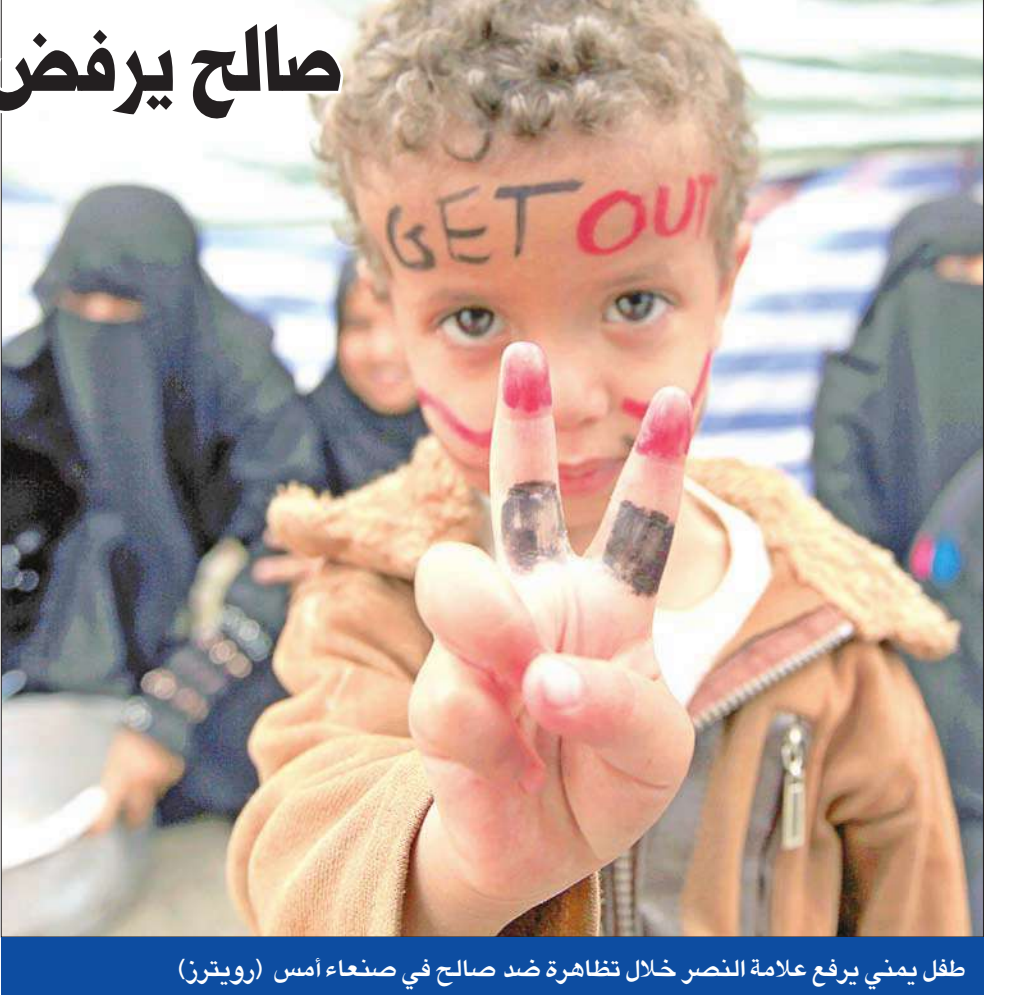 صالح يرفض
GET OUT
طفل يمني يرفع علامة النصر خلال تظاهرة ضد صالح في صنعاء أمس (رويترز)